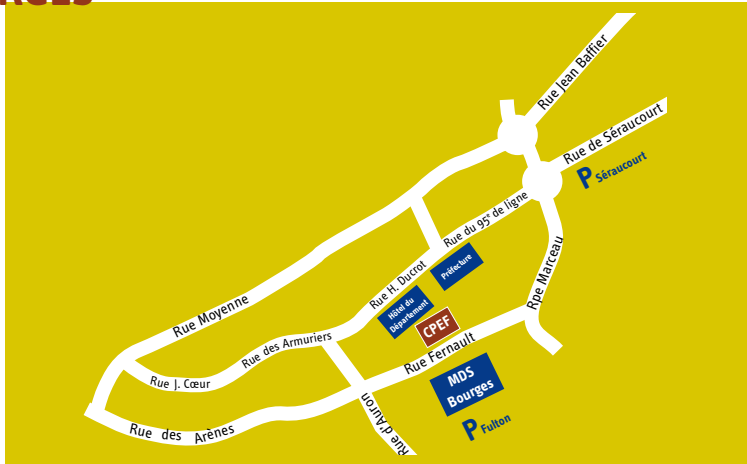 Rue Jean Baffier
Rue de Séraucourt
P Séraucourt
Rue du 95e de ligne
Préfecture
Rue H. Ducrot
Rpe Marceau
Hôtel du
Département
CPEF
Rue Moyenne
Rue des Armuriers
Rue Fernault
Rue J. Cœur
MDS
Bourges
Rue d'Auron
P Fulton
Rue des Arènes